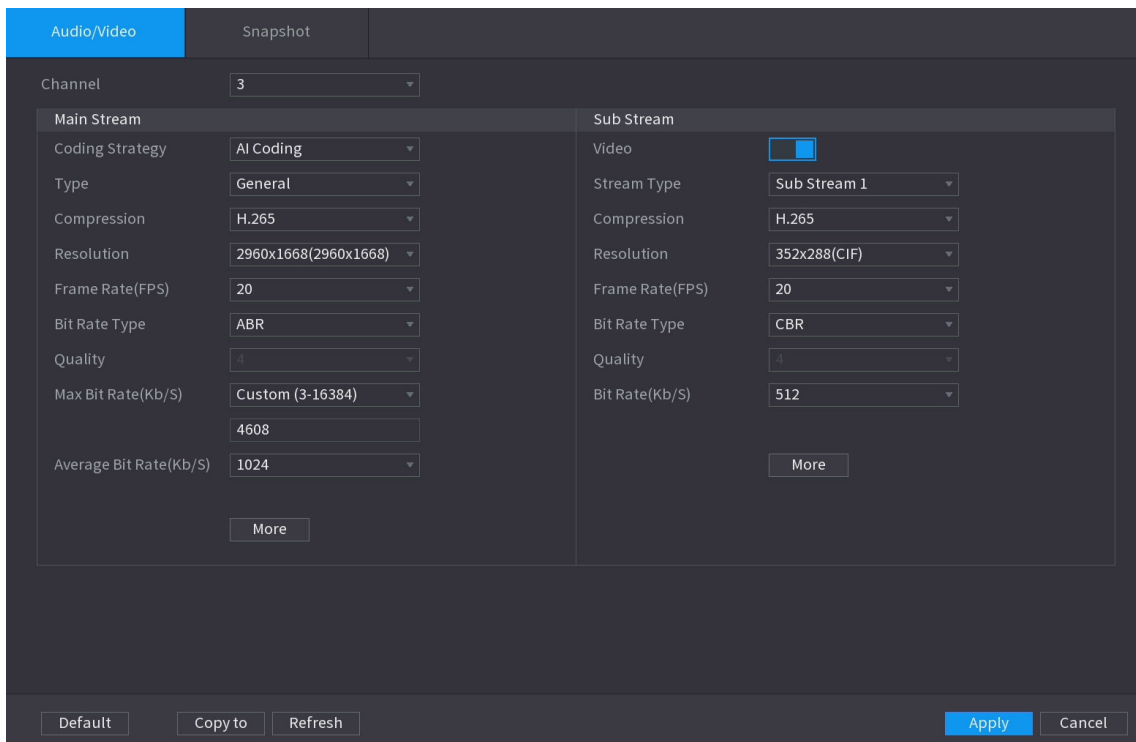 Audio/Video
Snapshot
Channel
3
Main Stream
Coding Strategy
AI Coding
Type
General
Compression
H.265
Resolution
2960x1668(2960x1668)
Frame Rate(FPS)
20
Bit Rate Type
ABR
Quality
4
Max Bit Rate(Kb/S)
Custom (3-16384)
4608
Average Bit Rate(Kb/S)
1024
More
Sub Stream
Video
Stream Type
Sub Stream 1
Compression
H.265
Resolution
352x288(CIF)
Frame Rate(FPS)
20
Bit Rate Type
CBR
Quality
4
Bit Rate(Kb/S)
512
More
Default
Copy to
Refresh
Apply
Cancel